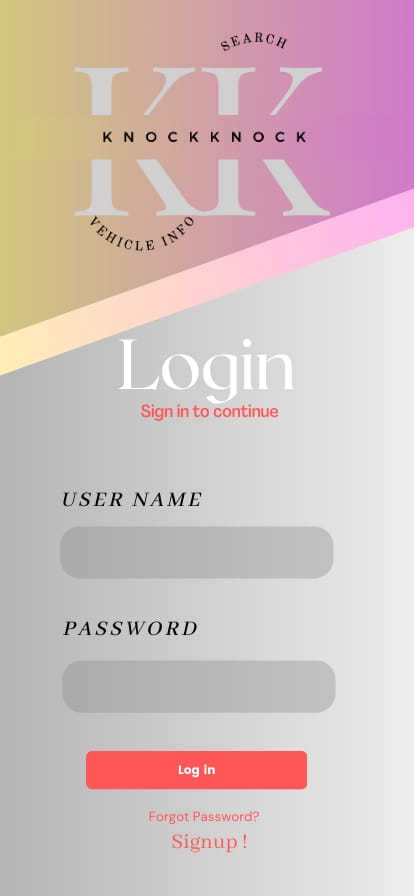 SEARCH
KK
KNOCKKNOCK
VEHICLE INFO
Login
Sign in to continue
USER NAME
PASSWORD
Log in
Forgot Password?
Signup !